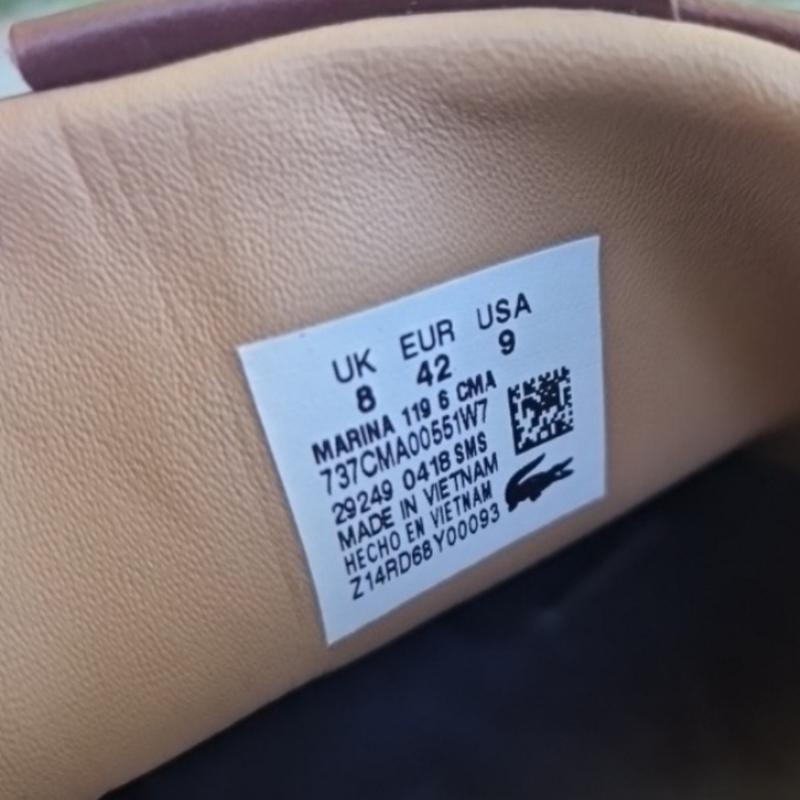 UK EUR USA
8 42 9
MARINA 119 6 CMA
737CMA00551W7
29249 0418 SMS
MADE IN VIETNAM
HECHO EN VIETNAM
Z14RD68Y00093